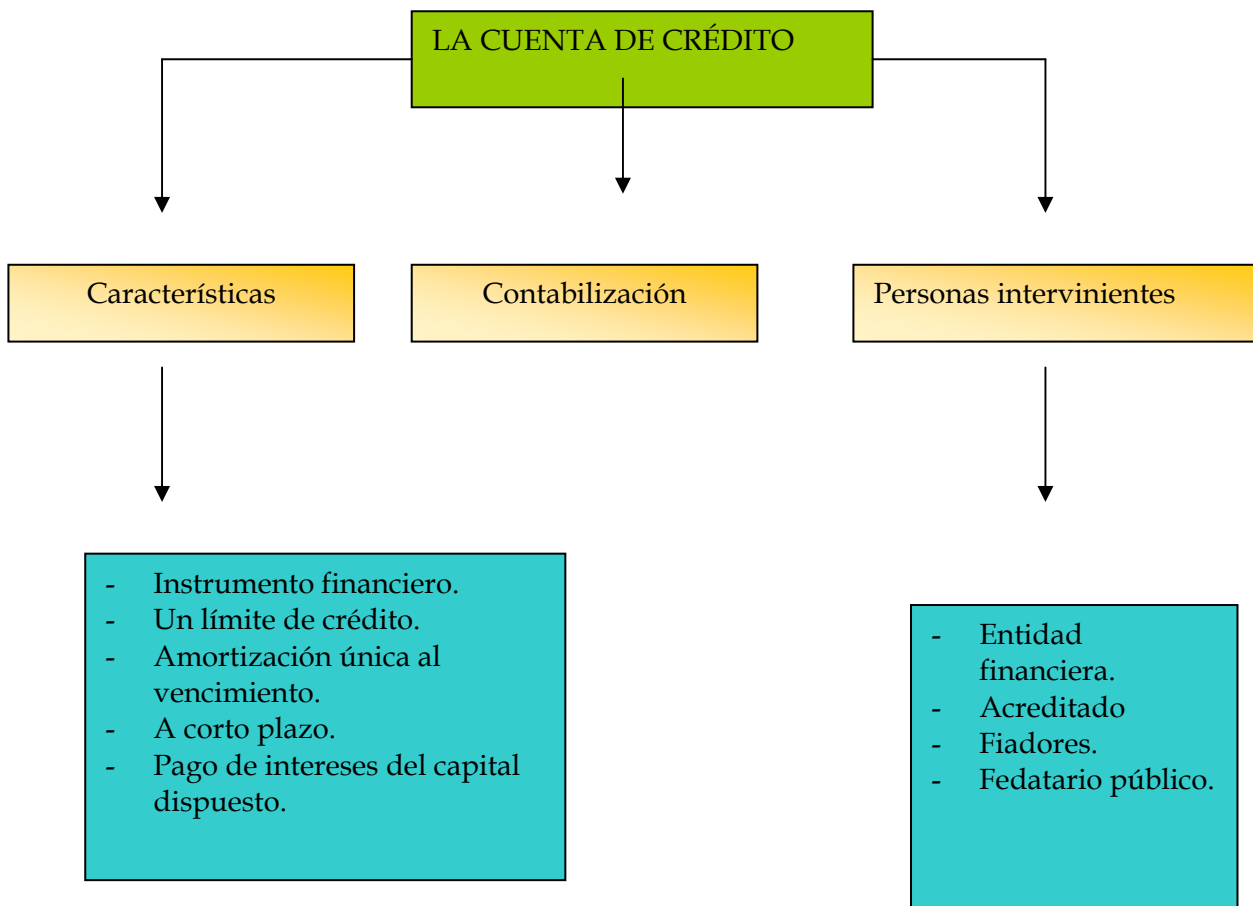 LA CUENTA DE CRÉDITO
Características
Contabilización
Personas intervinientes
- Instrumento financiero.
- Un límite de crédito.
- Amortización única al
vencimiento.
- A corto plazo.
- Pago de intereses del capital
dispuesto.
- Entidad
financiera.
- Acreditado
- Fiadores.
- Fedatario público.